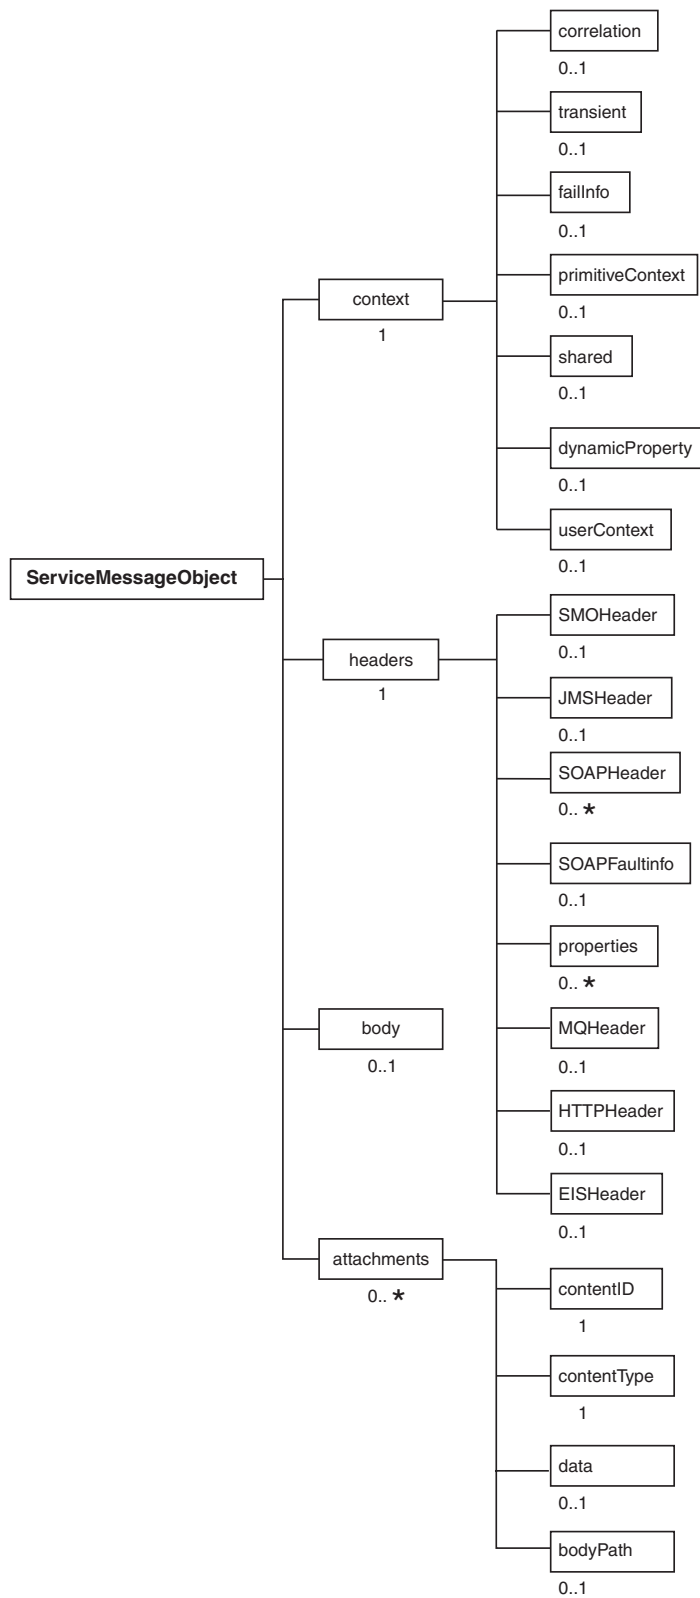 correlation
0..1
transient
0..1
failInfo
0..1
primitiveContext
0..1
context
1
shared
0..1
dynamicProperty
0..1
userContext
0..1
ServiceMessageObject
SMOHeader
0..1
headers
1
JMSHeader
0..1
SOAPHeader
0.. *
SOAPFaultinfo
0..1
properties
0.. *
body
0..1
MQHeader
0..1
HTTPHeader
0..1
EISHeader
0..1
attachments
0.. *
contentID
1
contentType
1
data
0..1
bodyPath
0..1